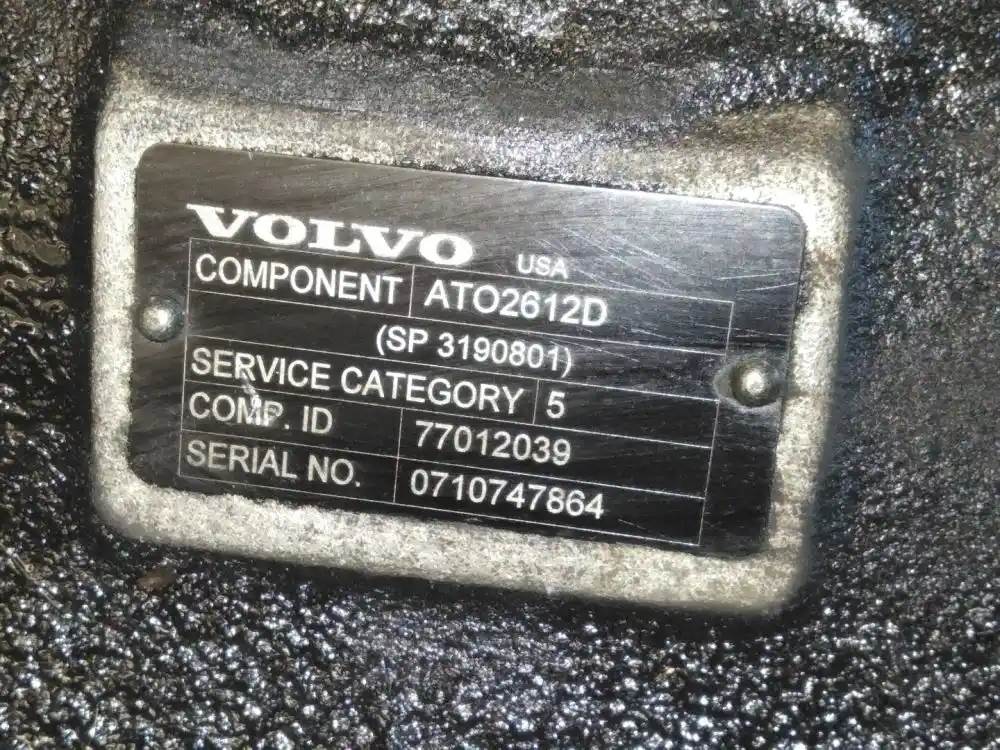 VOLVO USA
COMPONENT ATO2612D
(SP 3190801)
SERVICE CATEGORY 5
COMP. ID 77012039
SERIAL NO. 0710747864